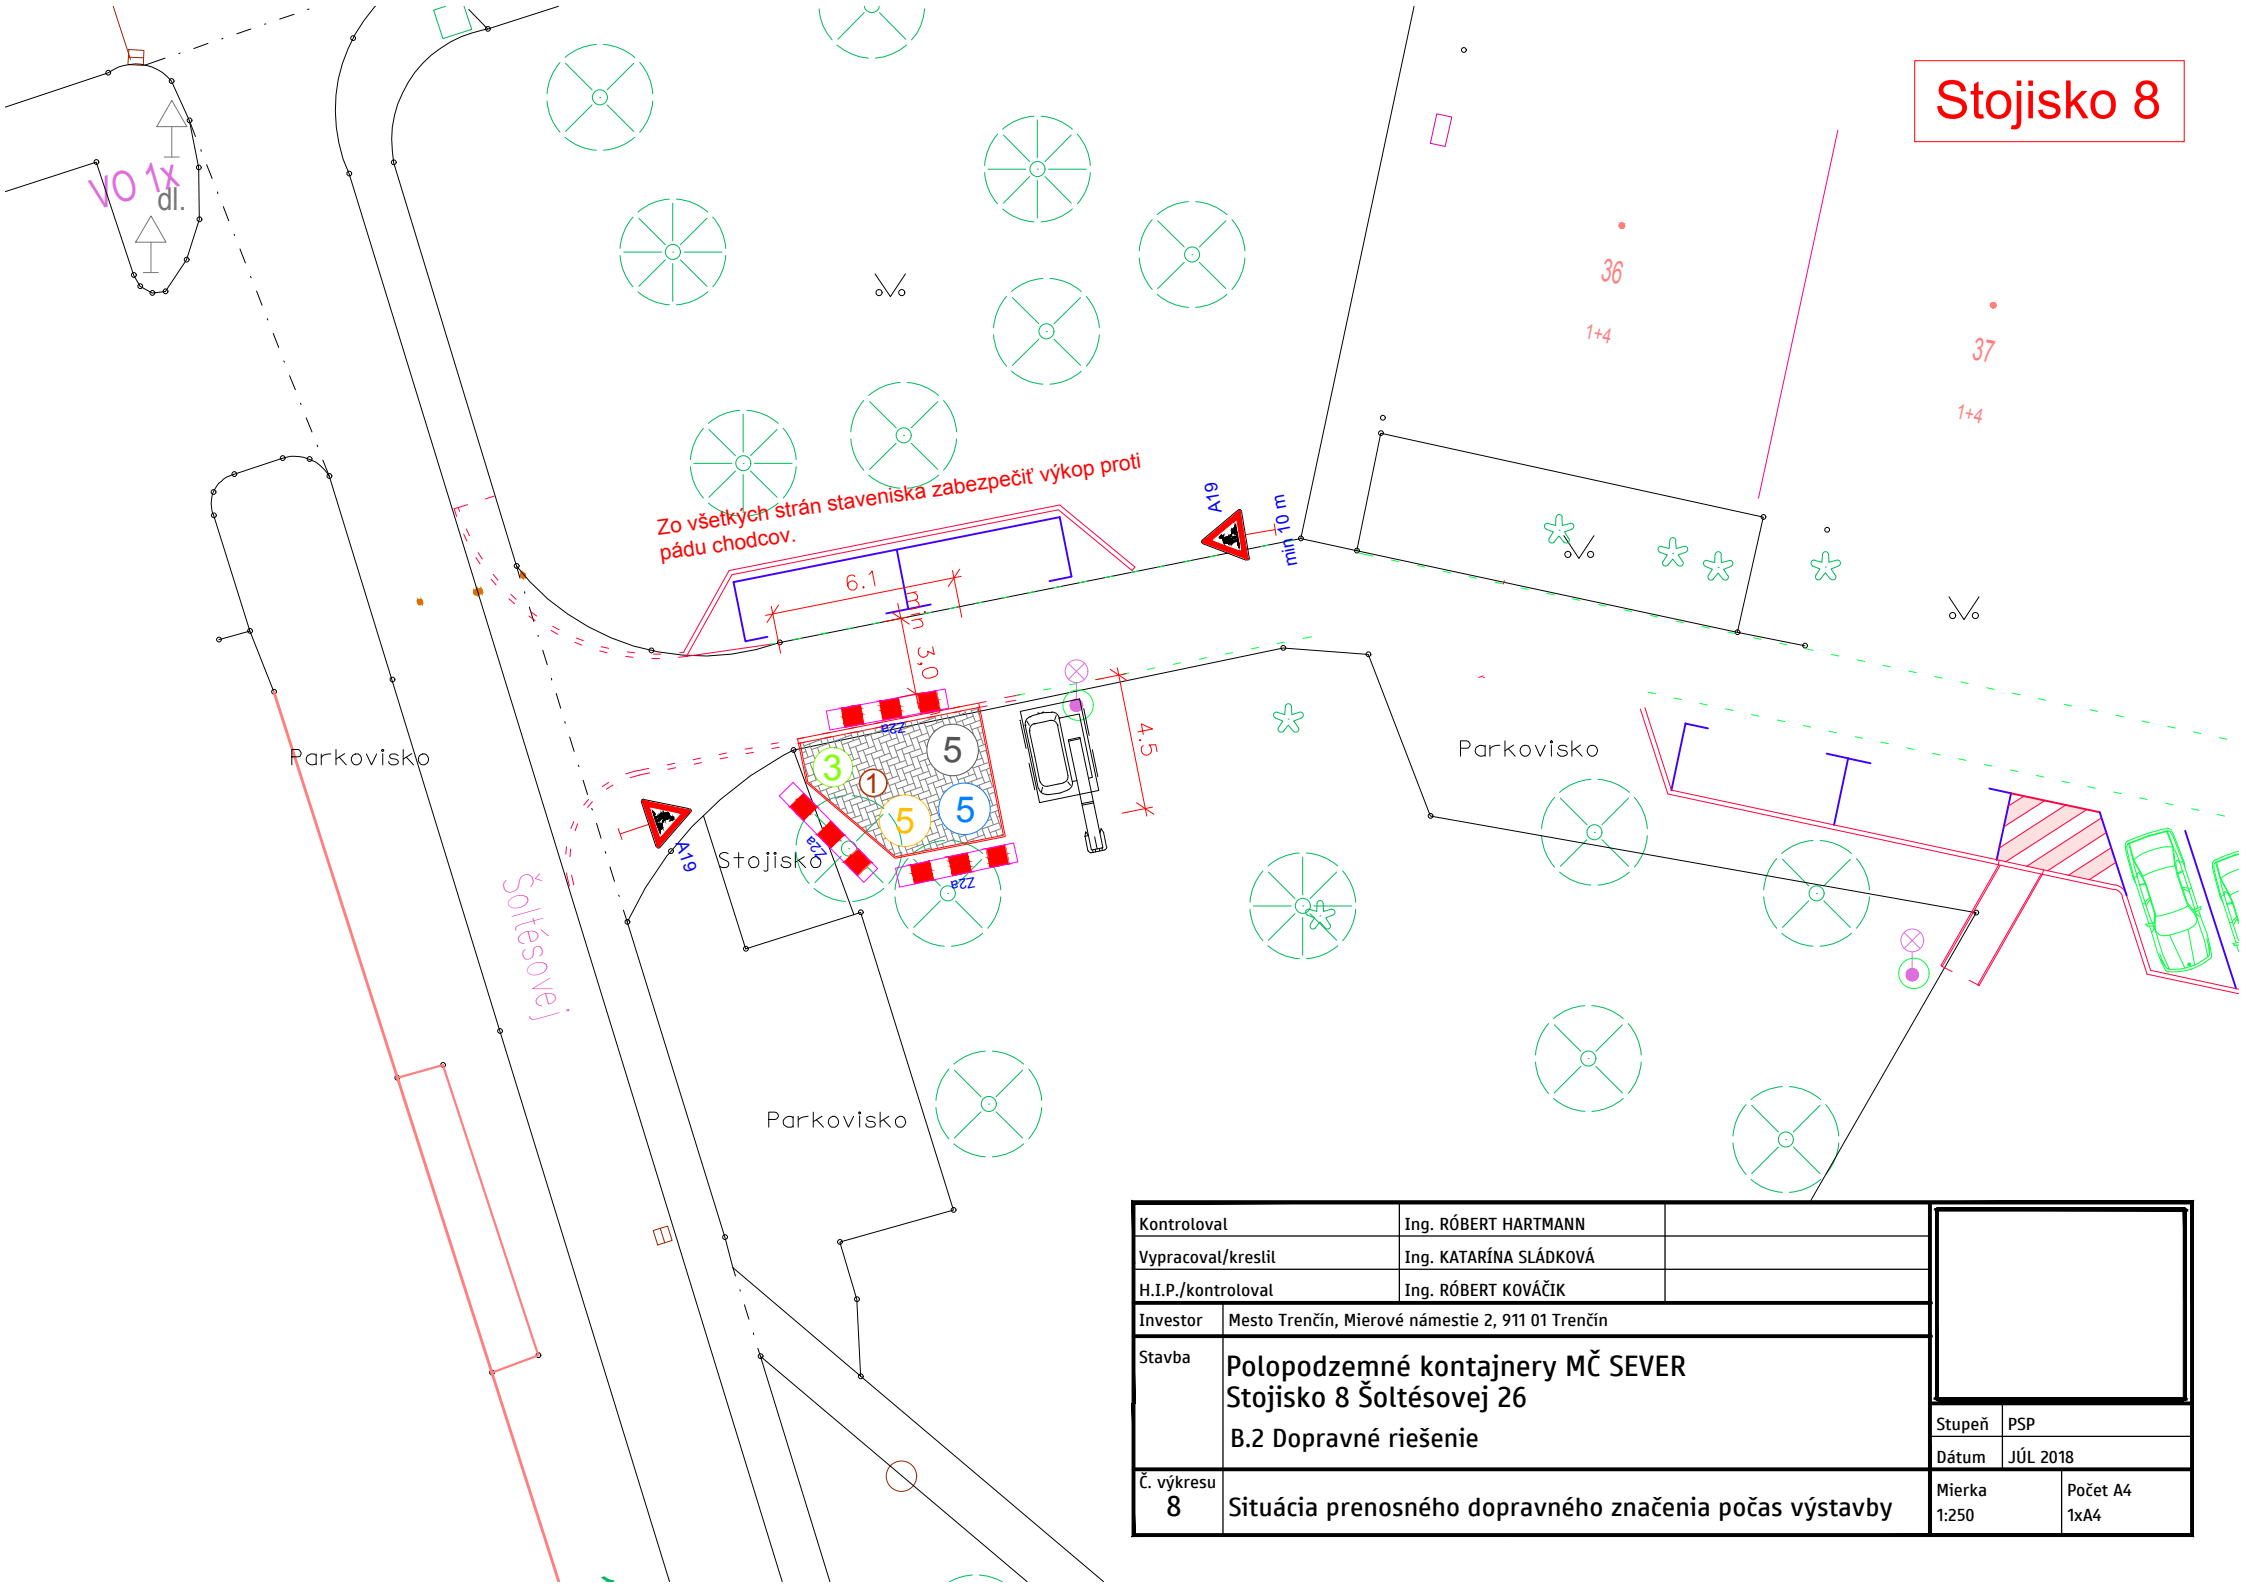 Stojisko 8
VO 1x
dl.
36
1+4
37
1+4
Zo všetkých strán staveniska zabezpečiť výkop proti
pádu chodcov.
A19
min 10 m
6.1
min 3,0
4.5
Z2a
3
5
1
5
5
Z2a
Z2a
A19
Parkovisko
Parkovisko
Stojisko
Šoltésovej
Parkovisko
Kontroloval Ing. RÓBERT HARTMANN
Vypracoval/kreslil Ing. KATARÍNA SLÁDKOVÁ
H.I.P./kontroloval Ing. RÓBERT KOVÁČIK
Investor Mesto Trenčín, Mierové námestie 2, 911 01 Trenčín
Stavba
Polopodzemné kontajnery MČ SEVER
Stojisko 8 Šoltésovej 26
B.2 Dopravné riešenie
Stupeň PSP
Dátum JÚL 2018
Č. výkresu
8
Situácia prenosného dopravného značenia počas výstavby
Mierka
1:250
Počet A4
1xA4